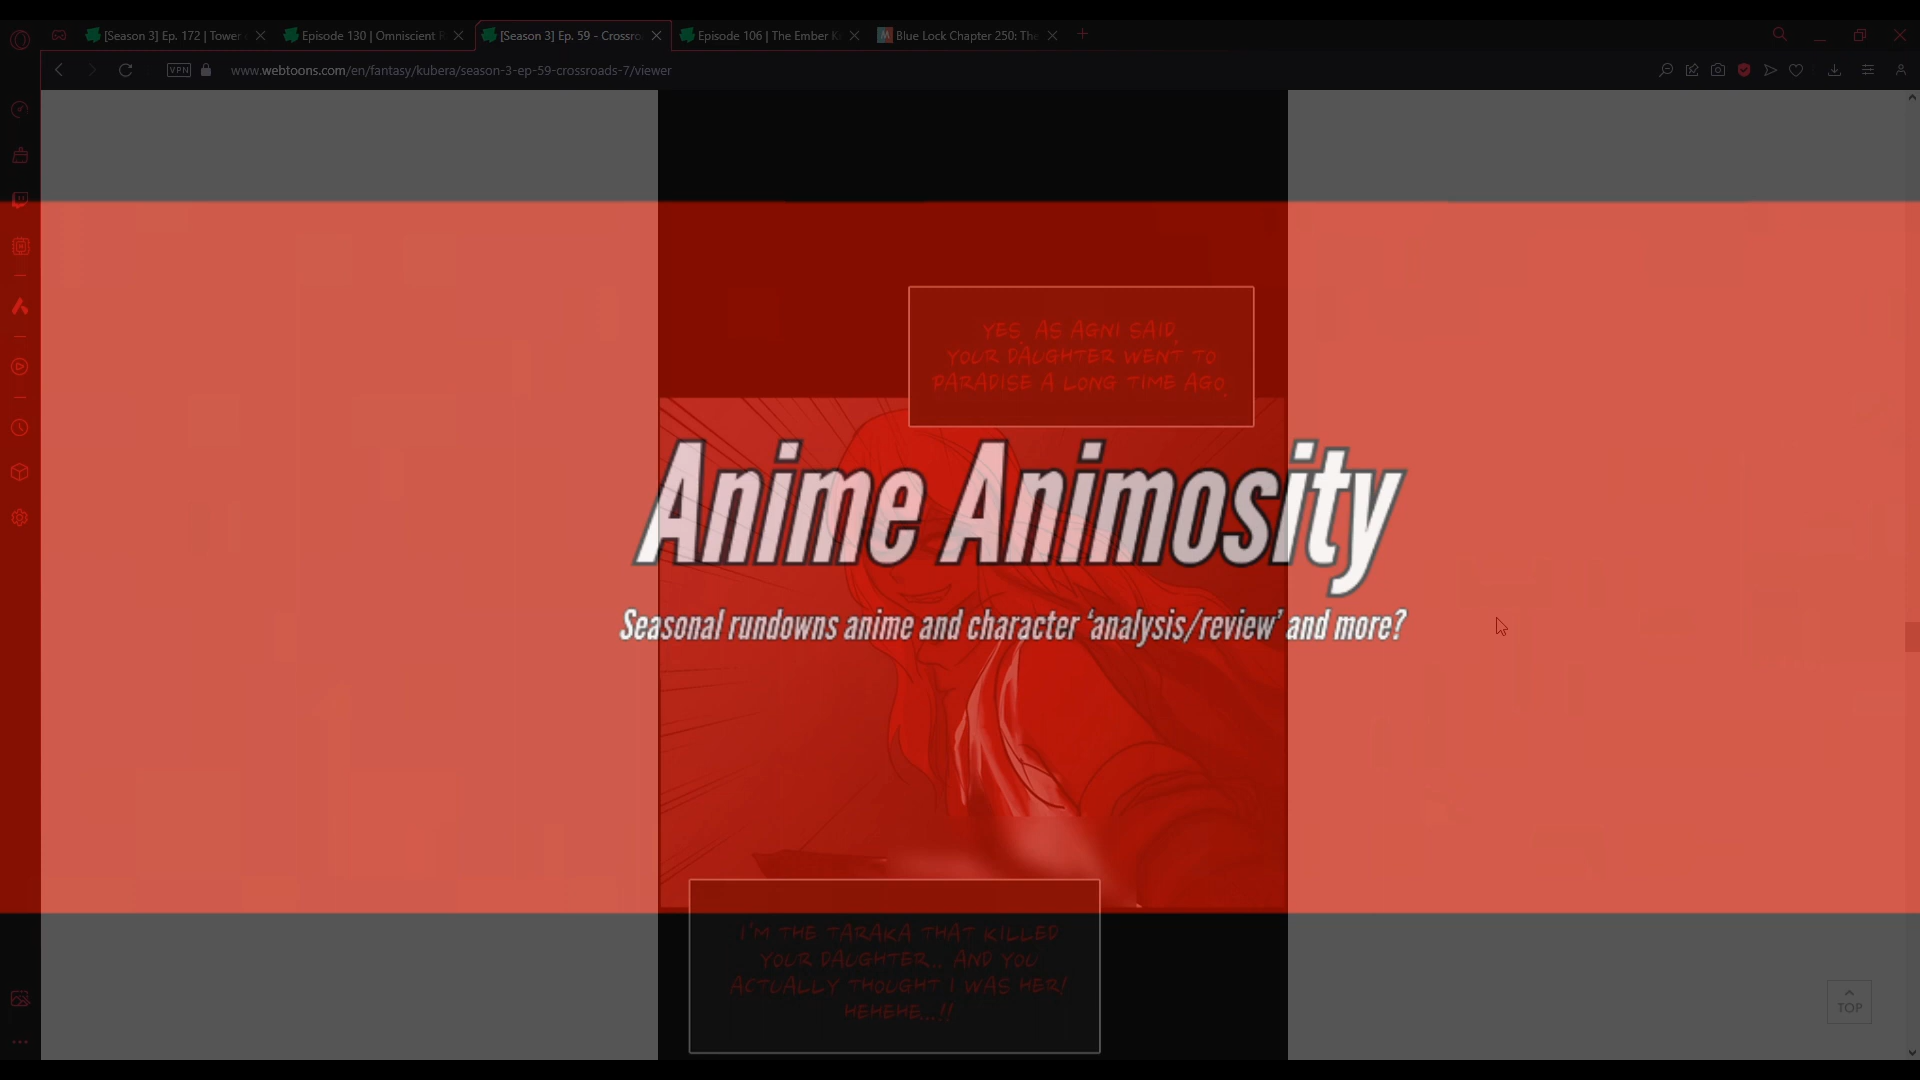 [Season 3] Ep. 172 | Tower
Episode 130 | Omniscient R
[Season 3] Ep. 59 - Crossro
Episode 106 | The Ember K
M
Blue Lock Chapter 250: The
VPN
www.webtoons.com/en/fantasy/kubera/season-3-ep-59-crossroads-7/viewer
YES. AS AGNI SAID,
YOUR DAUGHTER WENT TO
PARADISE A LONG TIME AGO.
Anime Animosity
Seasonal rundowns anime and character ‘analysis/review’ and more?
I'M THE TARAKA THAT KILLED
YOUR DAUGHTER... AND YOU
ACTUALLY THOUGHT I WAS HER!
HEHEHE...!!
TOP